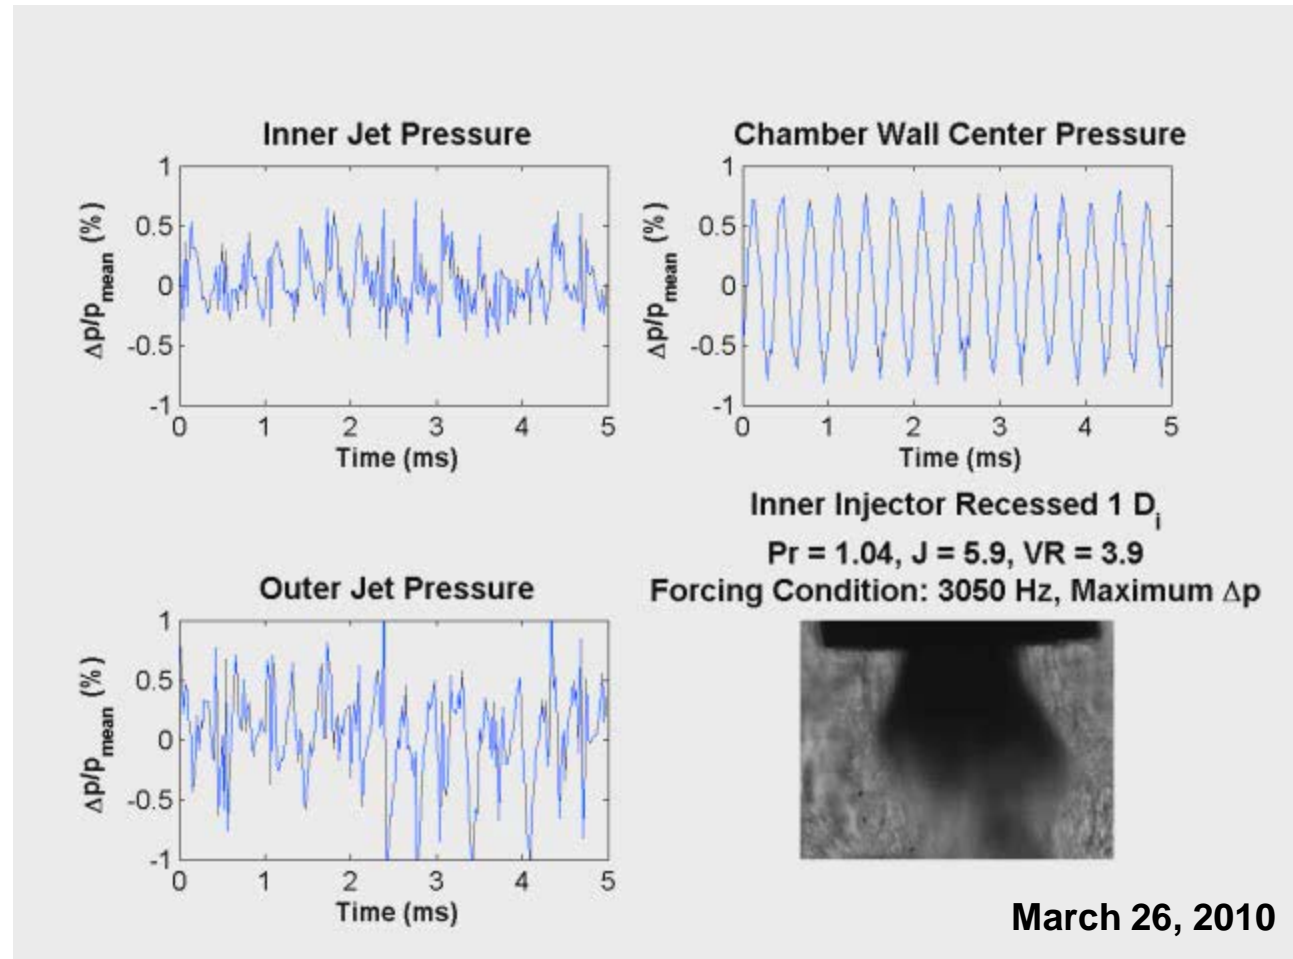 Inner Jet Pressure
1
0.5
0
-0.5
-1
Δp/p_mean (%)
0 1 2 3 4 5
Time (ms)
Chamber Wall Center Pressure
1
0.5
0
-0.5
-1
Δp/p_mean (%)
0 1 2 3 4 5
Time (ms)
Outer Jet Pressure
1
0.5
0
-0.5
-1
Δp/p_mean (%)
0 1 2 3 4 5
Time (ms)
Inner Injector Recessed 1 D_i
Pr = 1.04, J = 5.9, VR = 3.9
Forcing Condition: 3050 Hz, Maximum Δp
March 26, 2010